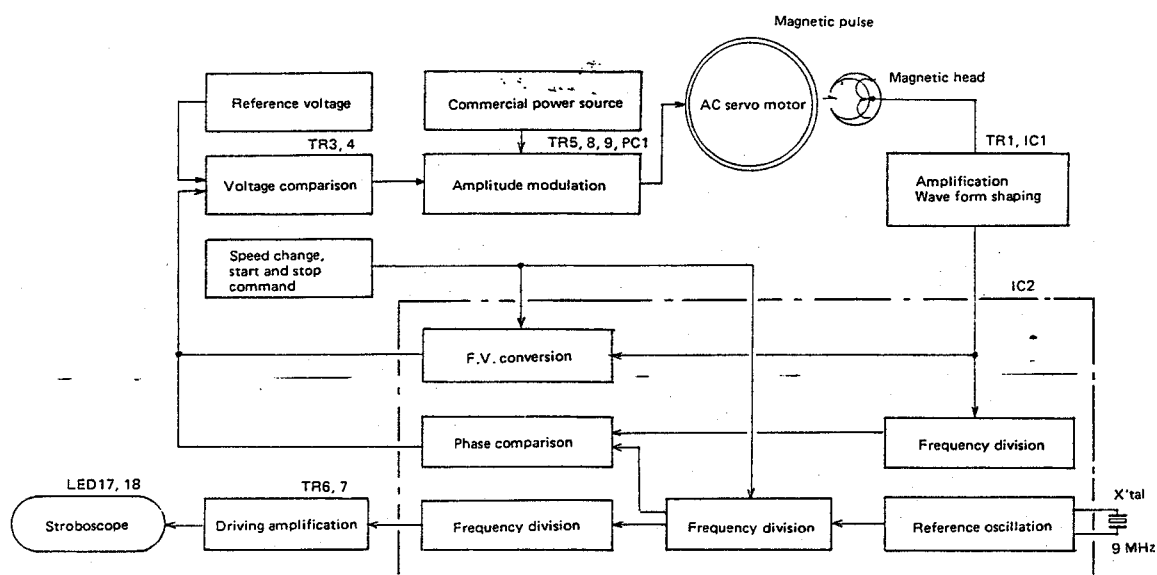 Magnetic pulse
Reference voltage
Commercial power source
AC servo motor
Magnetic head
TR3, 4
TR5, 8, 9, PC1
TR1, IC1
Voltage comparison
Amplitude modulation
Amplification
Wave form shaping
Speed change,
start and stop
command
IC2
F.V. conversion
Phase comparison
Frequency division
LED17, 18
TR6, 7
X'tal
Stroboscope
Driving amplification
Frequency division
Frequency division
Reference oscillation
9 MHz